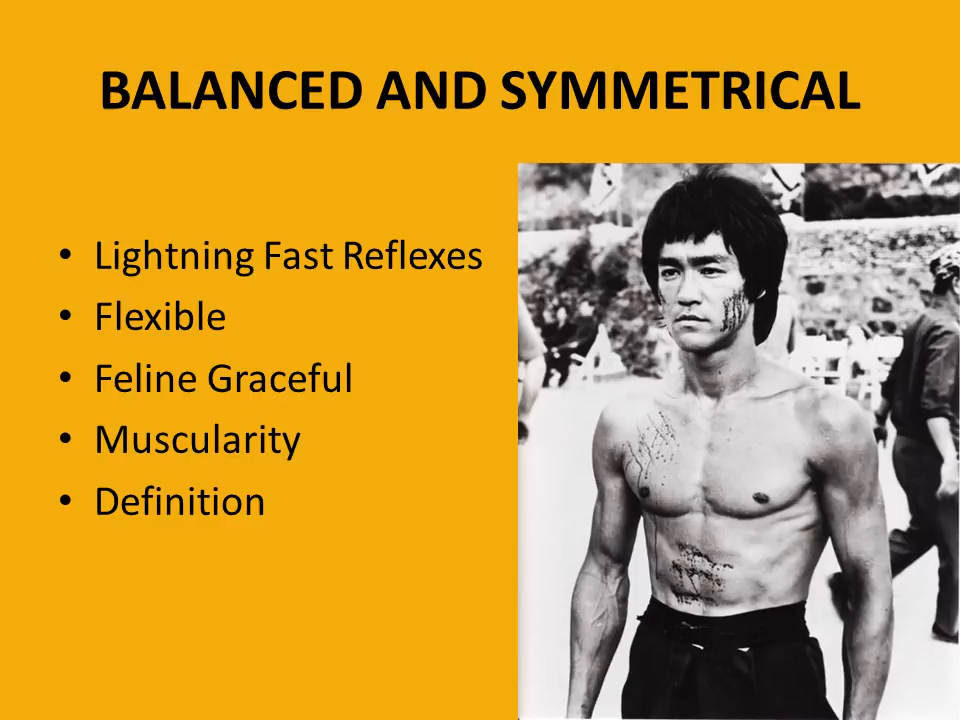 BALANCED AND SYMMETRICAL
• Lightning Fast Reflexes
• Flexible
• Feline Graceful
• Muscularity
• Definition